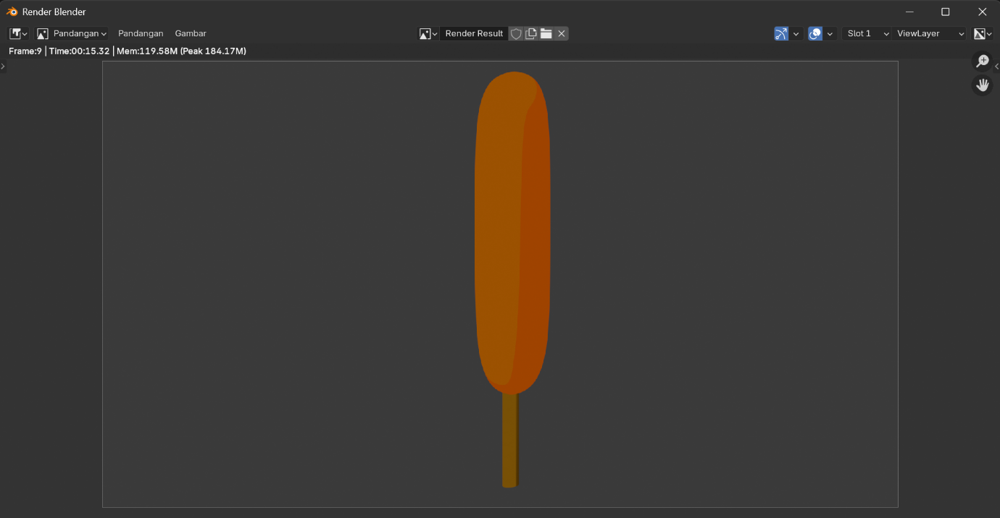 Render Blender
Pandangan Pandangan Gambar Render Result Slot 1 ViewLayer
Frame:9 | Time:00:15.32 | Mem:119.58M (Peak 184.17M)